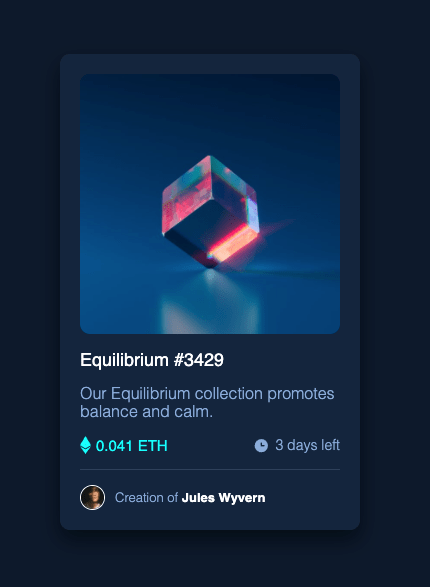 Equilibrium #3429
Our Equilibrium collection promotes
balance and calm.
0.041 ETH 3 days left
Creation of Jules Wyvern